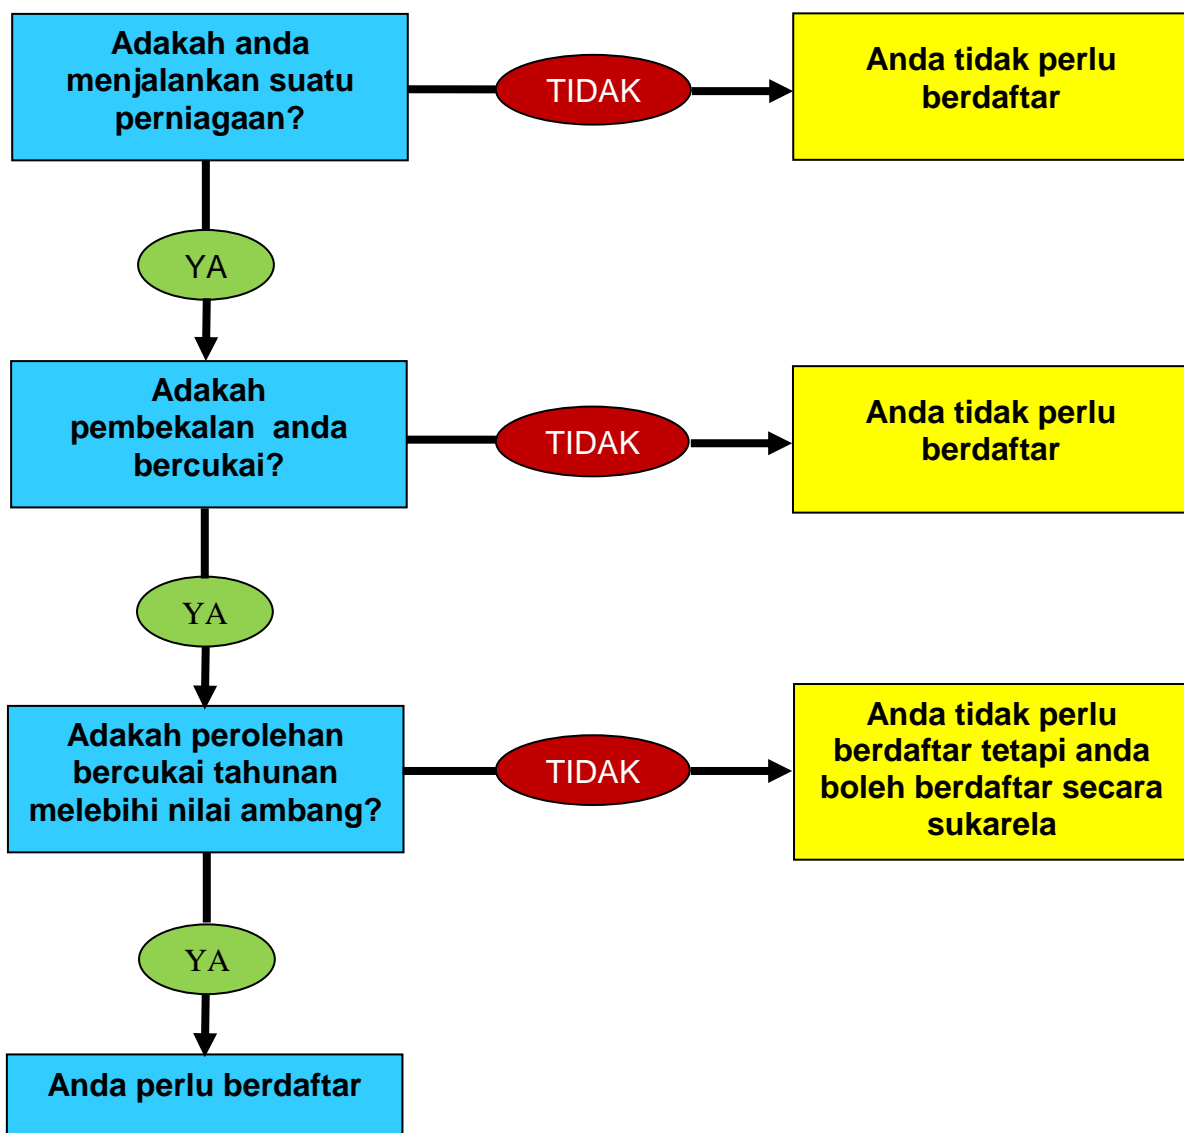 Adakah anda
menjalankan suatu
perniagaan?
TIDAK
Anda tidak perlu
berdaftar
YA
Adakah
pembekalan  anda
bercukai?
TIDAK
Anda tidak perlu
berdaftar
YA
Adakah perolehan
bercukai tahunan
melebihi nilai ambang?
TIDAK
Anda tidak perlu
berdaftar tetapi anda
boleh berdaftar secara
sukarela
YA
Anda perlu berdaftar